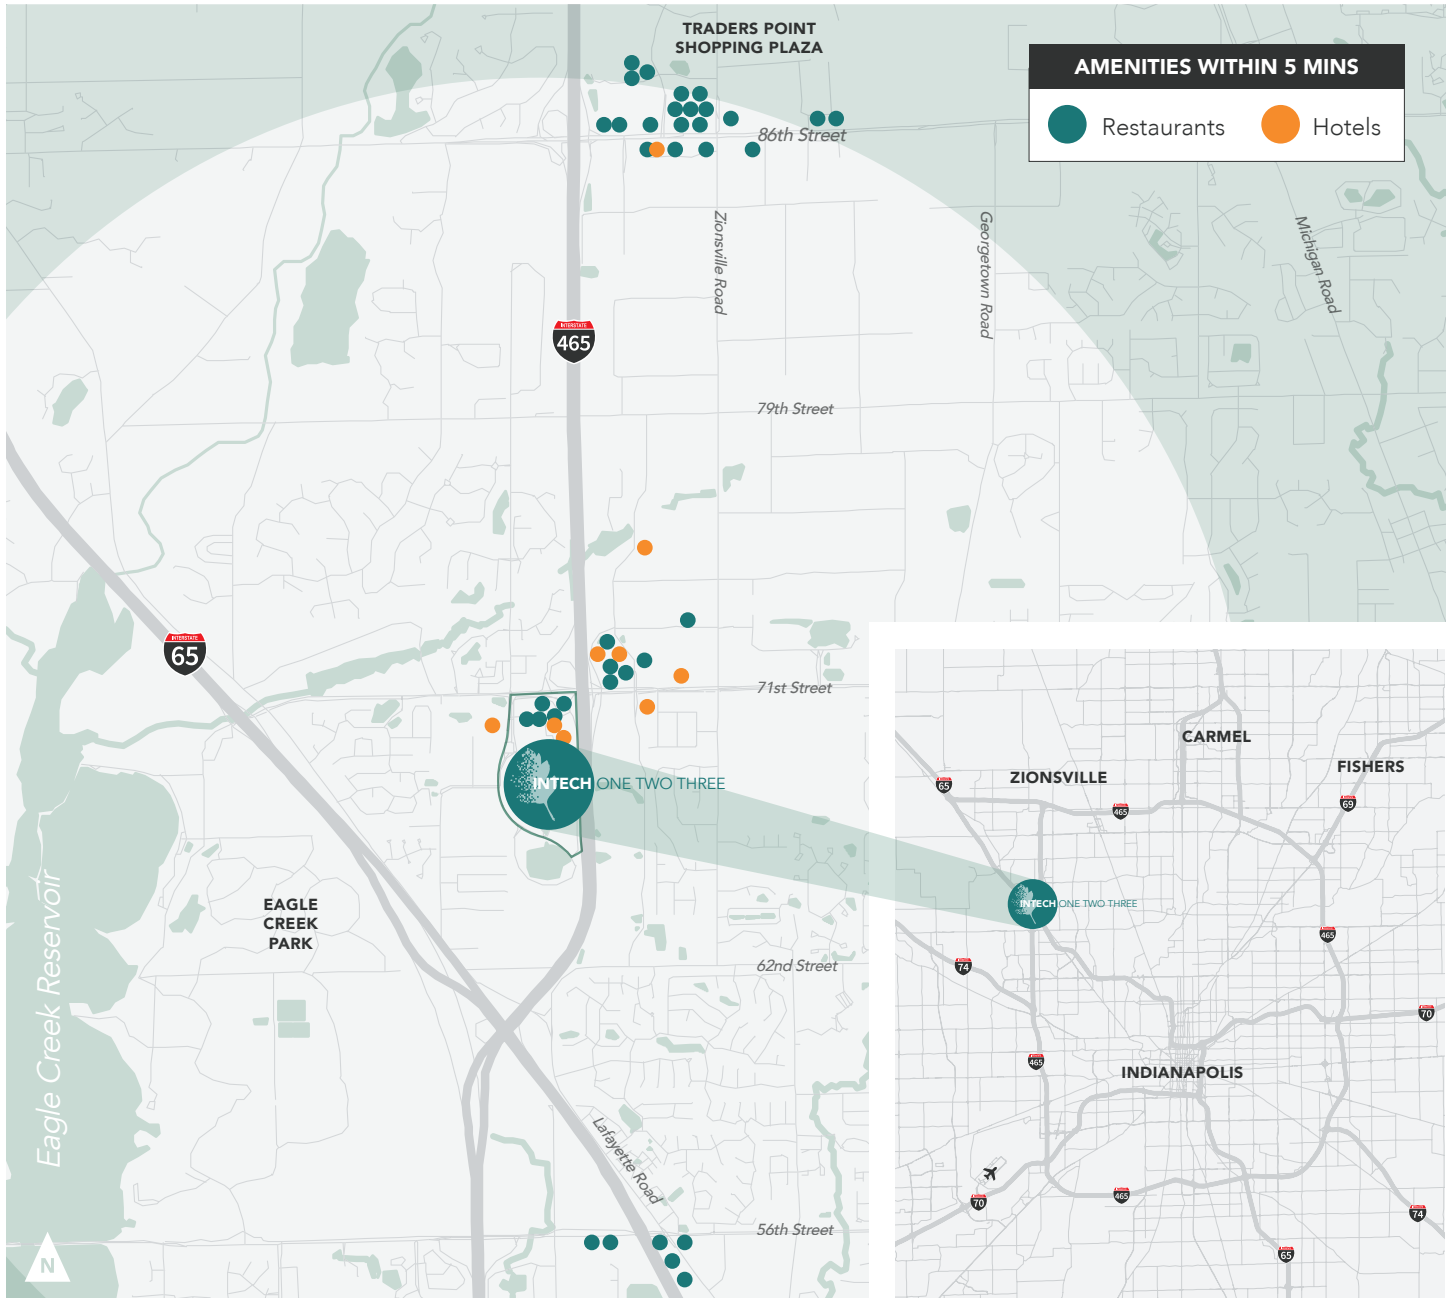 TRADERS POINT
SHOPPING PLAZA
AMENITIES WITHIN 5 MINS
Restaurants
Hotels
86th Street
Zionsville Road
Georgetown Road
Michigan Road
INTERSTATE
465
79th Street
INTERSTATE
65
71st Street
INTECH ONE TWO THREE
EAGLE
CREEK
PARK
Eagle Creek Reservoir
62nd Street
Lafayette Road
56th Street
N
CARMEL
ZIONSVILLE
FISHERS
65
465
69
INTECH ONE TWO THREE
465
74
70
465
INDIANAPOLIS
70
465
74
65